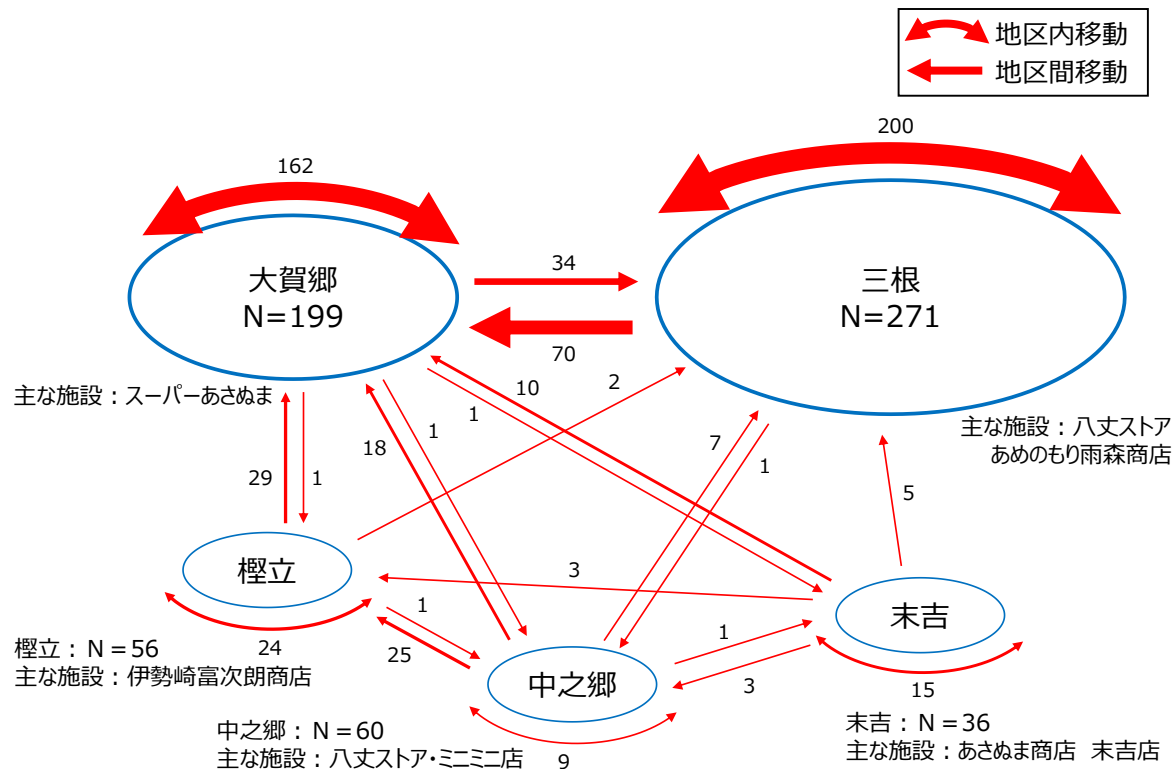 地区内移動
地区間移動
200
162
大賀郷
N=199
34
三根
N=271
70
主な施設：スーパーあさぬま
10
2
1
主な施設：八丈ストア
あめのもり雨森商店
18
1
7
1
29
1
5
樫立
3
末吉
1
24
25
中之郷
1
3
15
9
樫立：N＝56
主な施設：伊勢崎富次朗商店
中之郷：N＝60
主な施設：八丈ストア・ミニミニ店
末吉：N＝36
主な施設：あさぬま商店　末吉店